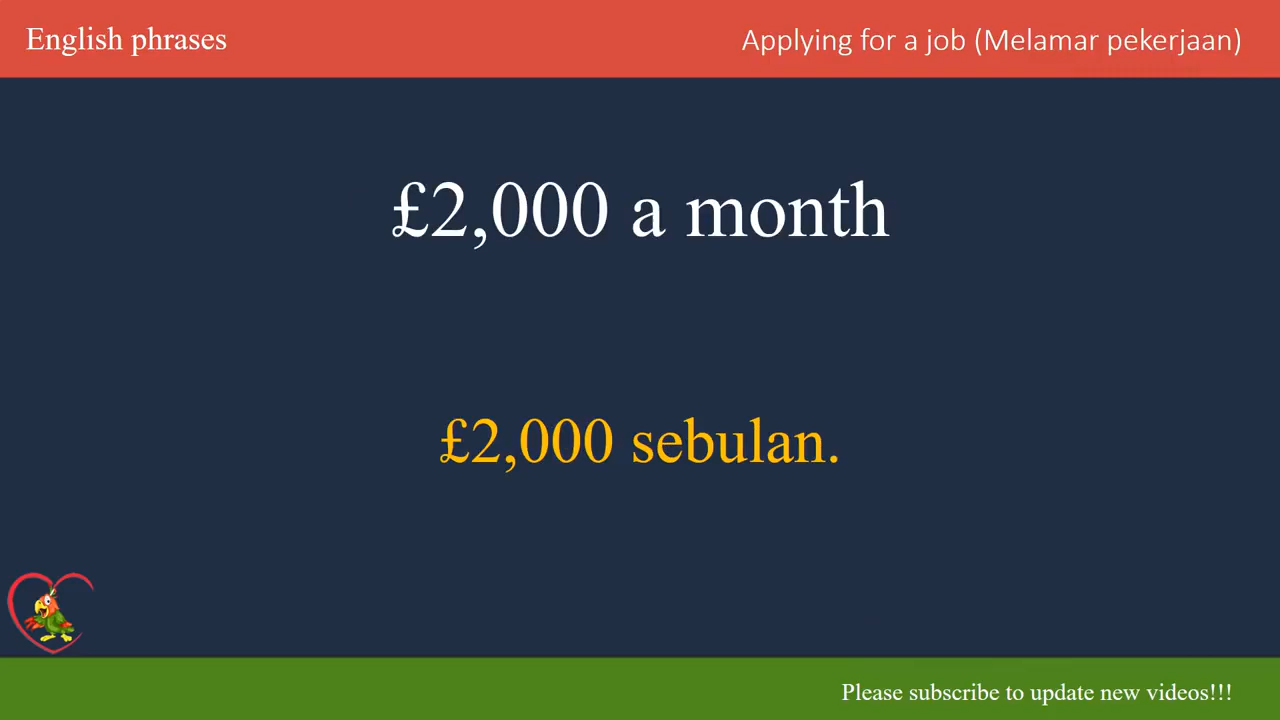 English phrases
Applying for a job (Melamar pekerjaan)
£2,000 a month
£2,000 sebulan.
Please subscribe to update new videos!!!